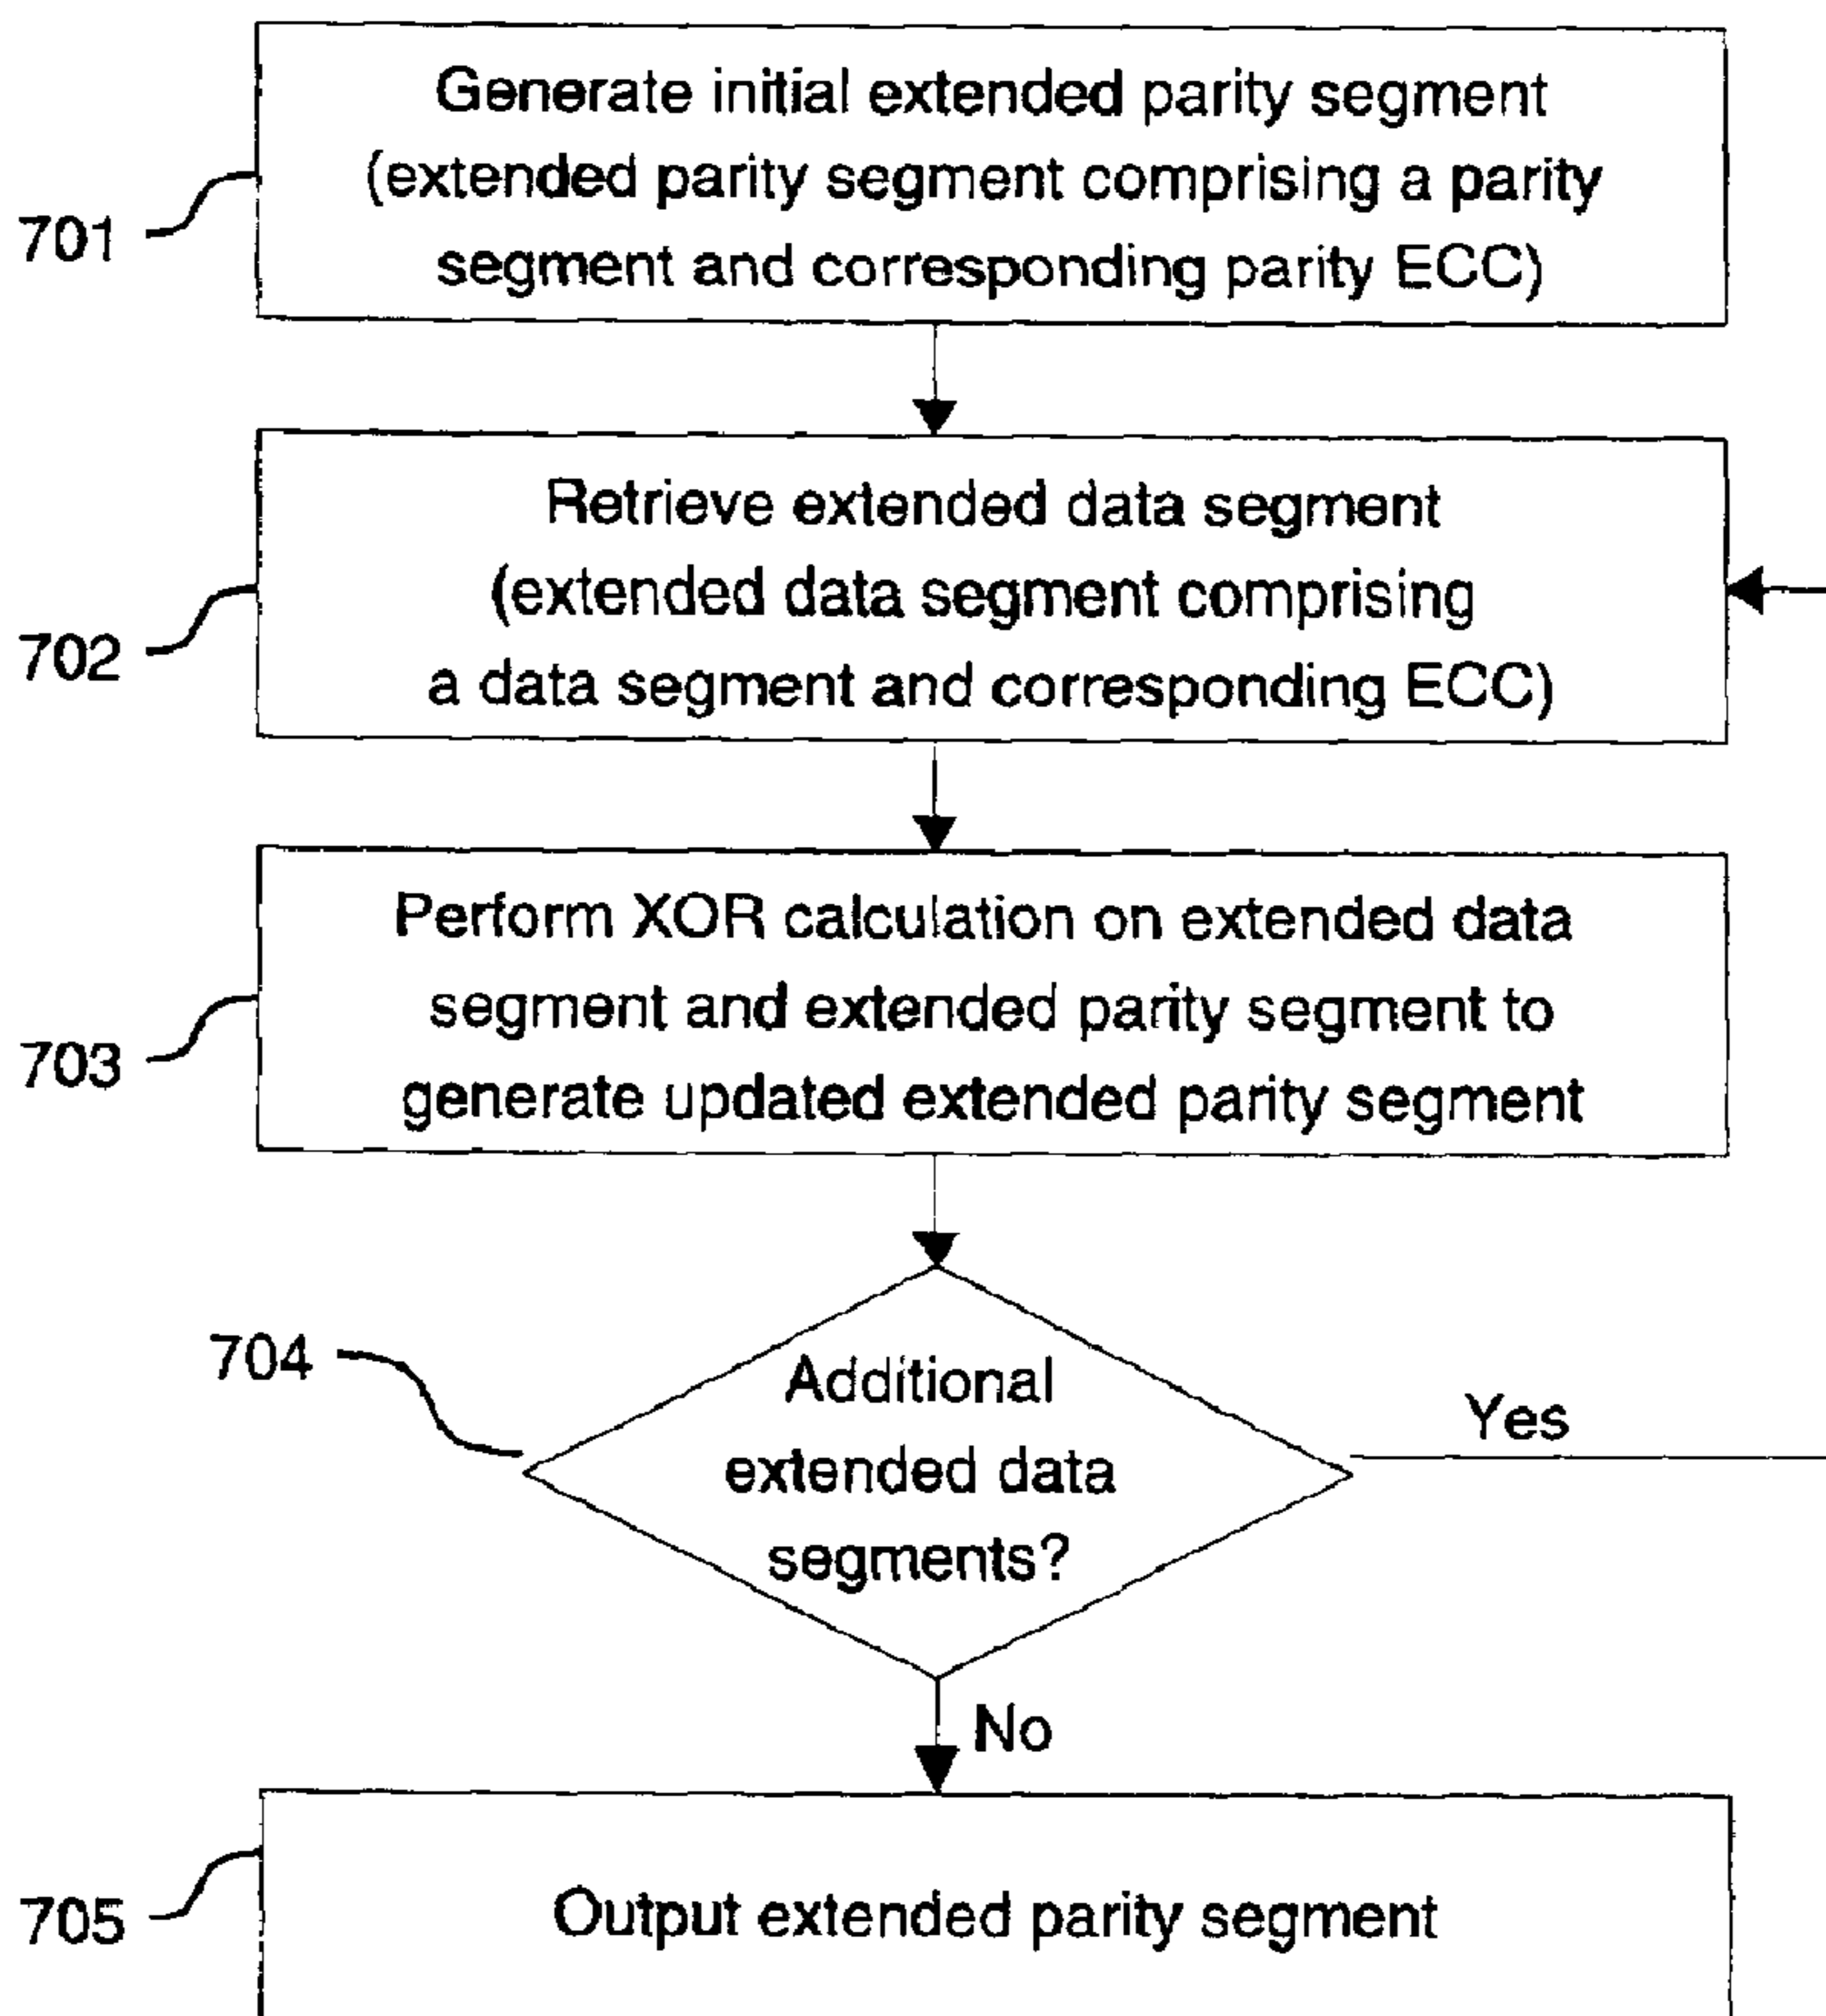 Generate initial extended parity segment
(extended parity segment comprising a parity
segment and corresponding parity ECC)
701
Retrieve extended data segment
(extended data segment comprising
a data segment and corresponding ECC)
702
Perform XOR calculation on extended data
segment and extended parity segment to
generate updated extended parity segment
703
704
Additional
extended data
segments?
Yes
No
705
Output extended parity segment